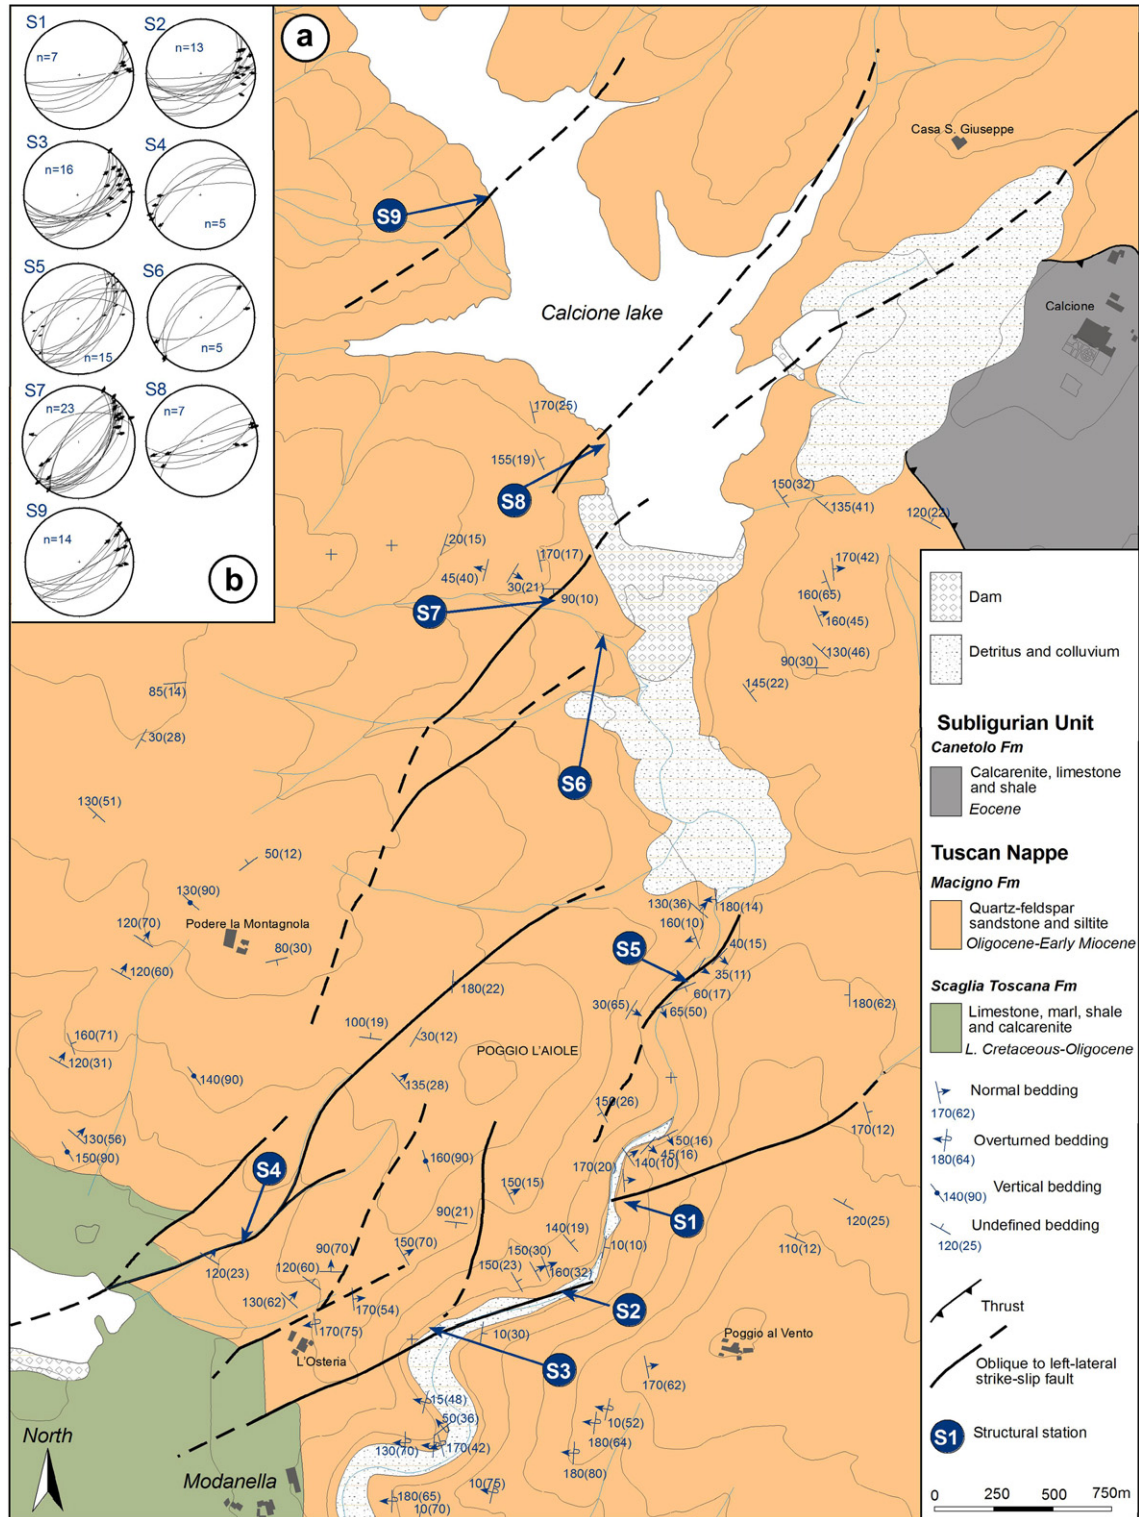 S1
n=7
S2
n=13
S3
n=16
S4
n=5
S5
n=15
S6
n=5
S7
n=23
S8
n=7
S9
n=14
b
a
Casa S. Giuseppe
S9
Calcione lake
Calcione
170(25)
155(19)
S8
150(32)
135(41)
120(22)
20(15)
170(17)
45(40)
30(21)
90(10)
S7
170(42)
160(65)
160(45)
130(46)
90(30)
145(22)
85(14)
30(28)
S6
130(51)
50(12)
130(90)
120(70)
Podere la Montagnola
80(30)
120(60)
130(36)
180(14)
160(10)
S5
40(15)
35(11)
60(17)
180(22)
30(65)
65(50)
180(62)
100(19)
30(12)
160(71)
120(31)
POGGIO L'AIOLE
140(90)
135(28)
150(26)
170(12)
130(56)
150(90)
50(16)
45(16)
140(10)
170(20)
160(90)
S4
150(15)
S1
90(21)
120(25)
140(19)
10(10)
110(12)
90(70)
150(70)
150(30)
150(23)
160(32)
120(23)
120(60)
130(62)
170(54)
S2
170(75)
10(30)
Poggio al Vento
L'Osteria
S3
170(62)
15(48)
50(36)
10(52)
180(64)
130(70)
170(42)
180(80)
North
Modanella
10(75)
180(65)
10(70)
Dam
Detritus and colluvium
Subligurian Unit
Canetolo Fm
Calcarenite, limestone
and shale
Eocene
Tuscan Nappe
Macigno Fm
Quartz-feldspar
sandstone and siltite
Oligocene-Early Miocene
Scaglia Toscana Fm
Limestone, marl, shale
and calcarenite
L. Cretaceous-Oligocene
Normal bedding
170(62)
Overturned bedding
180(64)
Vertical bedding
140(90)
Undefined bedding
120(25)
Thrust
Oblique to left-lateral
strike-slip fault
S1
Structural station
0 250 500 750m